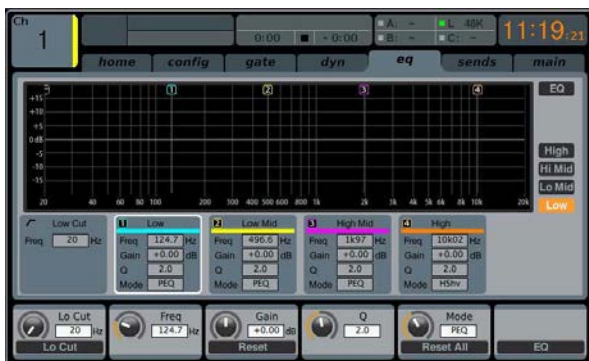 Ch
1
0:00 - 0:00
A: - L 48K
B: - C: -
11:19:21
home config gate dyn eq sends main
1 2 3 4 EQ
+15
+10
+5
0dB
-5 High
-10 Hi Mid
-15 Lo Mid
20 40 60 80 100 200 300 400 500 600 800 1k 2k 3k 4k 5k 6k 8k 10k 20k Low
Low Cut 1 Low 2 Low Mid 3 High Mid 4 High
Freq 20 Hz Freq 124.7 Hz Freq 496.6 Hz Freq 1k97 Hz Freq 10k02 Hz
Gain +0.00 dB Gain +0.00 dB Gain +0.00 dB Gain +0.00 dB
Q 2.0 Q 2.0 Q 2.0 Q 2.0
Mode PEQ Mode PEQ Mode PEQ Mode HShv
Lo Cut Freq Gain Q Mode
20 Hz 124.7 Hz +0.00 dB 2.0 PEQ
Lo Cut Reset Reset All EQ